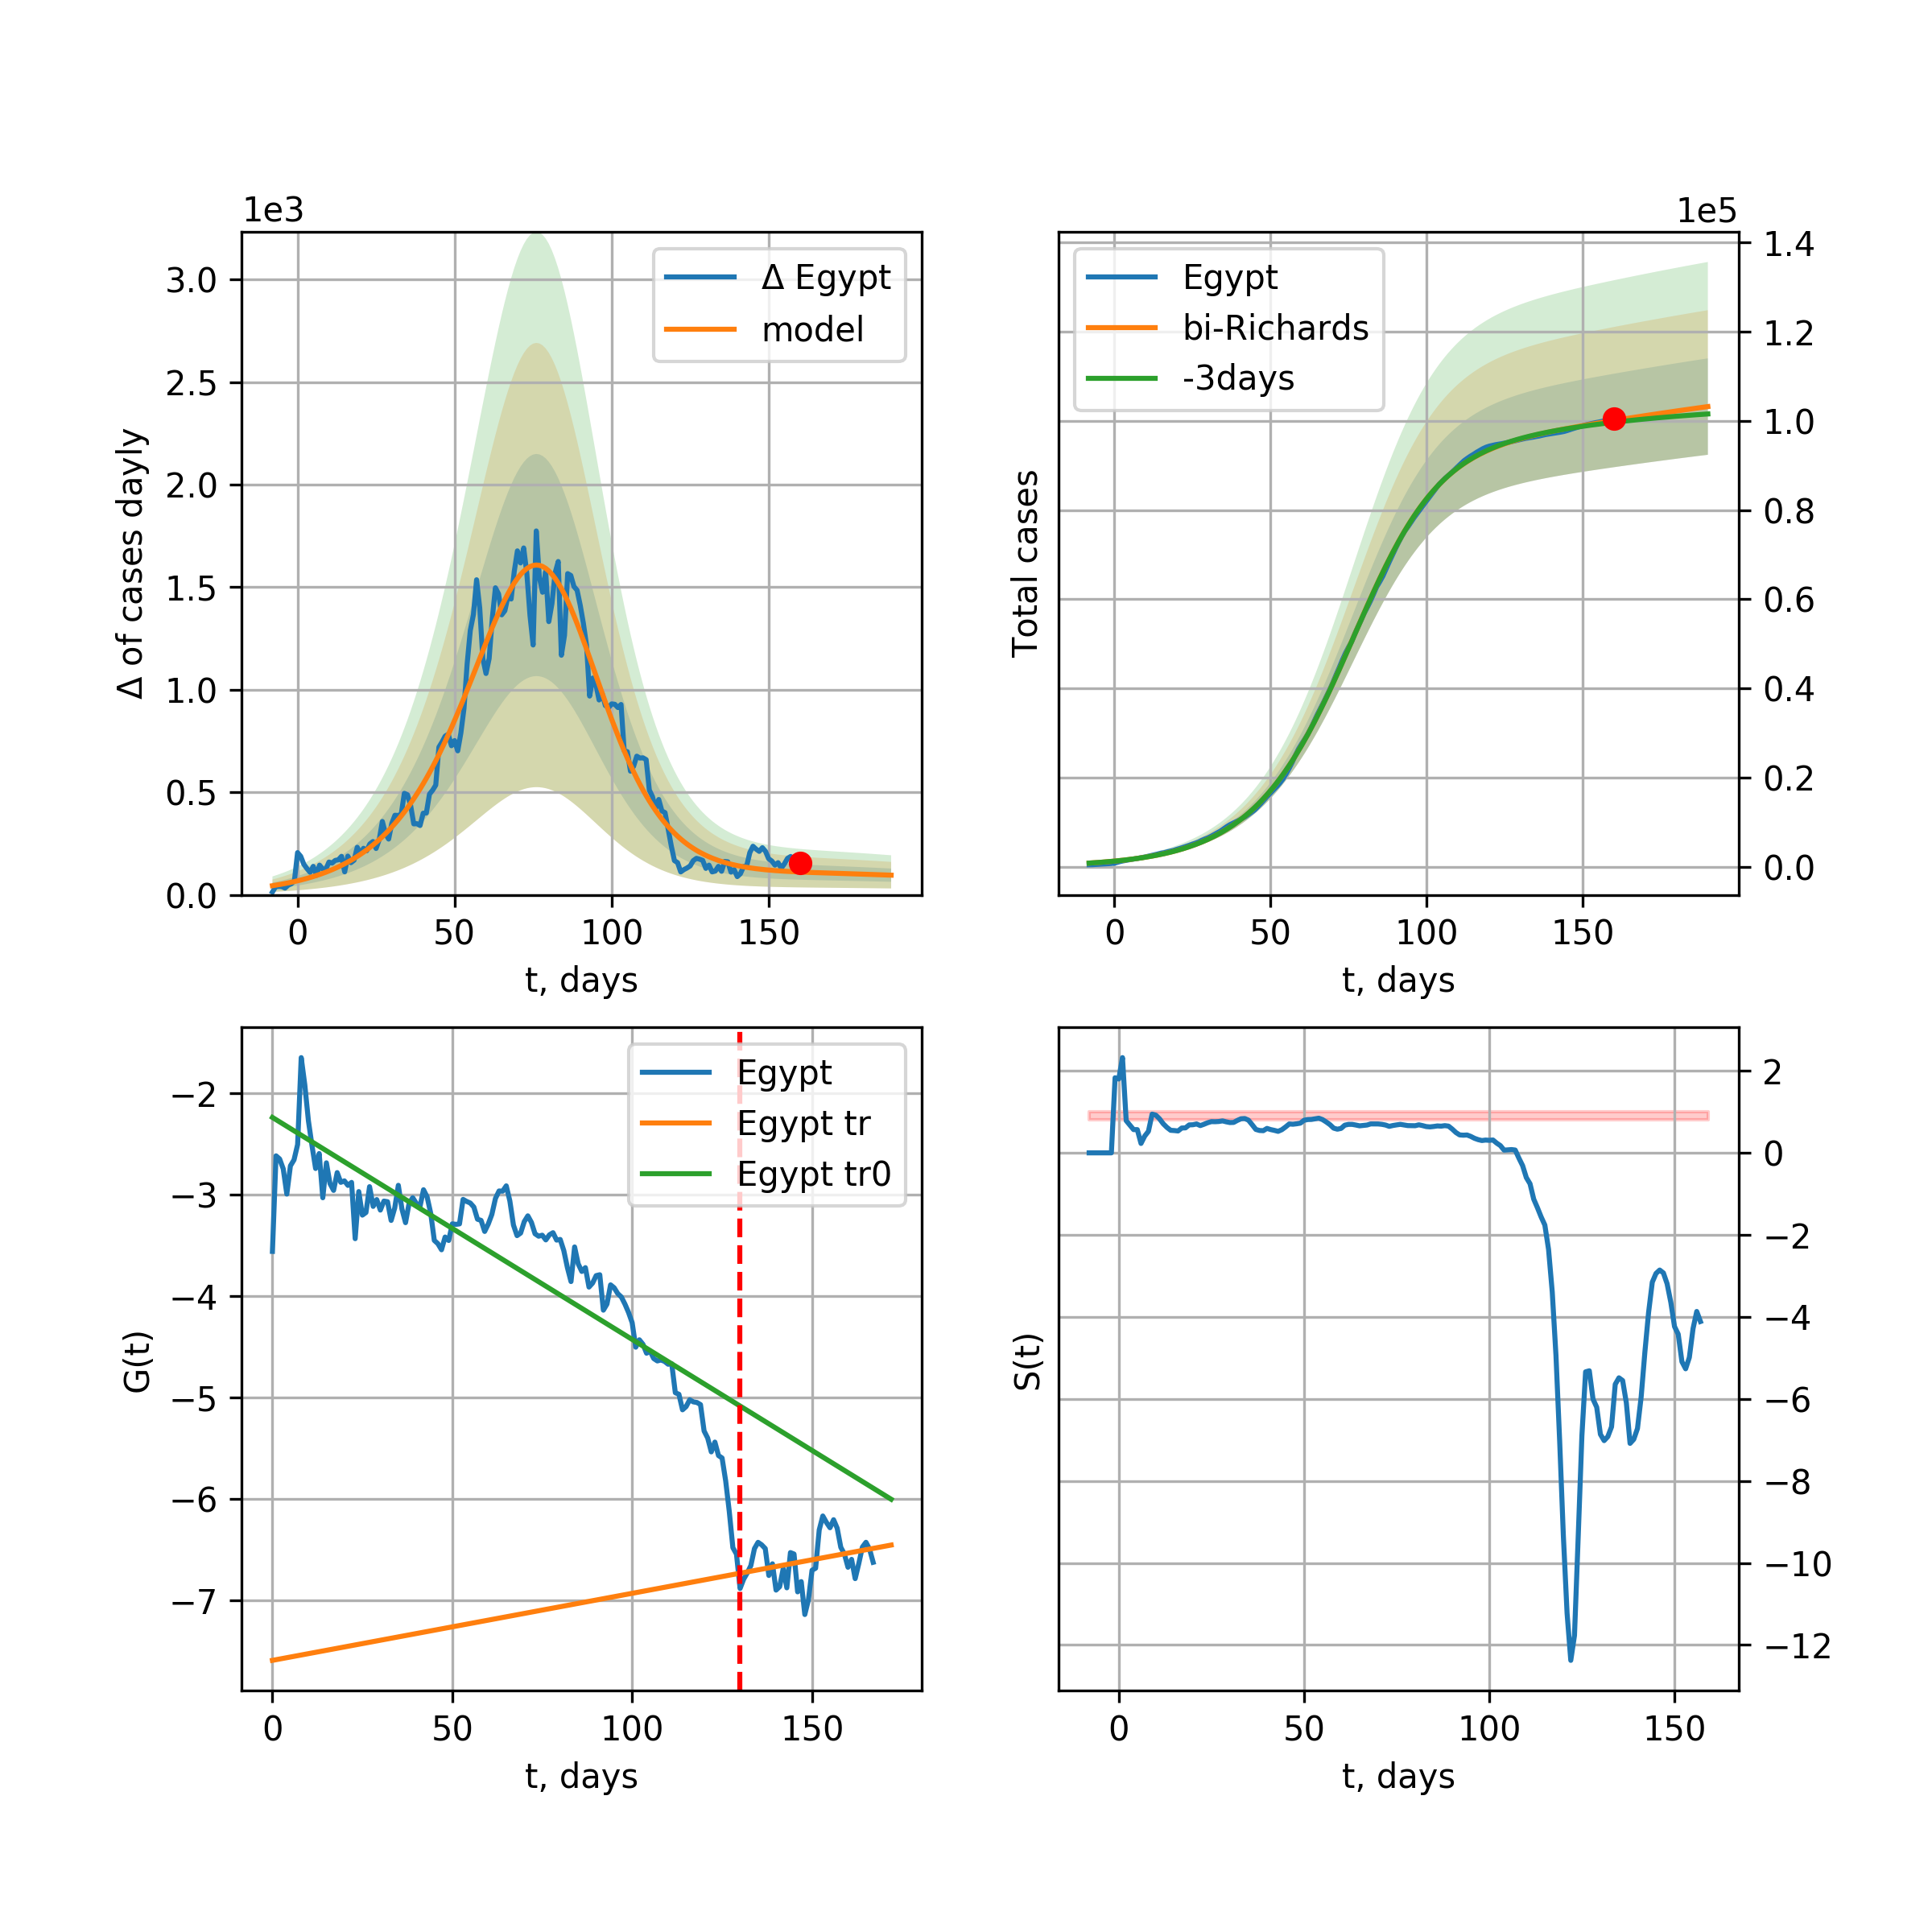 1e3
3.0
2.5
2.0
1.5
1.0
0.5
0.0
Δ of cases dayly
Δ Egypt
model
0 50 100 150
t, days
1e5
1.4
1.2
1.0
0.8
0.6
0.4
0.2
0.0
Total cases
Egypt
bi-Richards
-3days
0 50 100 150
t, days
−2
−3
−4
−5
−6
−7
G(t)
Egypt
Egypt tr
Egypt tr0
0 50 100 150
t, days
2
0
−2
−4
−6
−8
−10
−12
S(t)
0 50 100 150
t, days